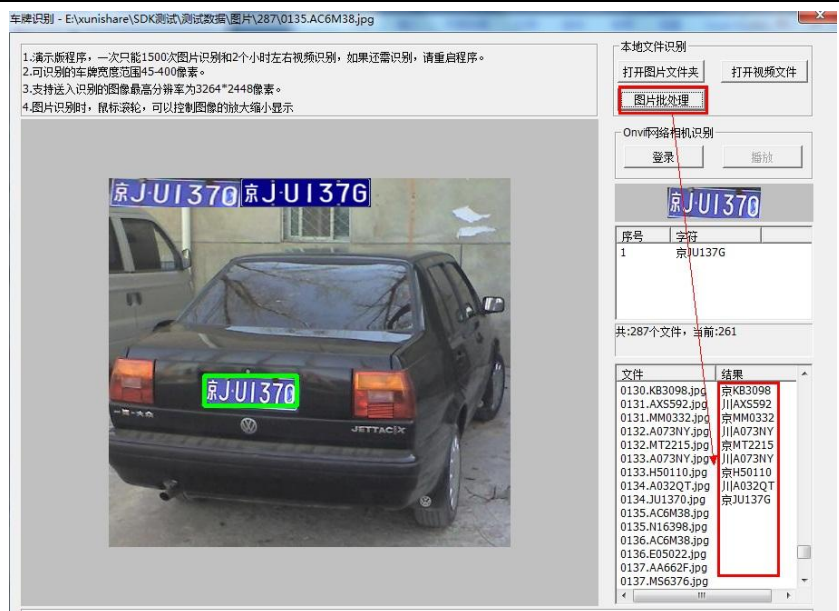 车牌识别 - E:\xunishare\SDK测试\测试数据\图片\287\0135.AC6M38.jpg
1.演示版程序，一次只能1500次图片识别和2个小时左右视频识别，如果还需识别，请重启程序。
2.可识别的车牌宽度范围45-400像素。
3.支持送入识别的图像最高分辨率为3264*2448像素。
4.图片识别时，鼠标滚轮，可以控制图像的放大缩小显示
本地文件识别
打开图片文件夹 打开视频文件
图片批处理
Onvif网络相机识别
登录 播放
京J·U1370 京J·U137G
京J·U1370
序号 字符
1 京JU137G
京J·U1370
一汽-大众
JETTA CiX
共:287个文件，当前:261
文件 结果
0130.KB3098.jpg 京KB3098
0131.AXS592.jpg 川AXS592
0131.MM0332.jpg 京MM0332
0132.A073NY.jpg 川A073NY
0132.MT2215.jpg 京MT2215
0133.A073NY.jpg 川A073NY
0133.H50110.jpg 京H50110
0134.A032QT.jpg 川A032QT
0134.JU1370.jpg 京JU137G
0135.AC6M38.jpg
0135.N16398.jpg
0136.AC6M38.jpg
0136.E05022.jpg
0137.AA662F.jpg
0137.MS6376.jpg